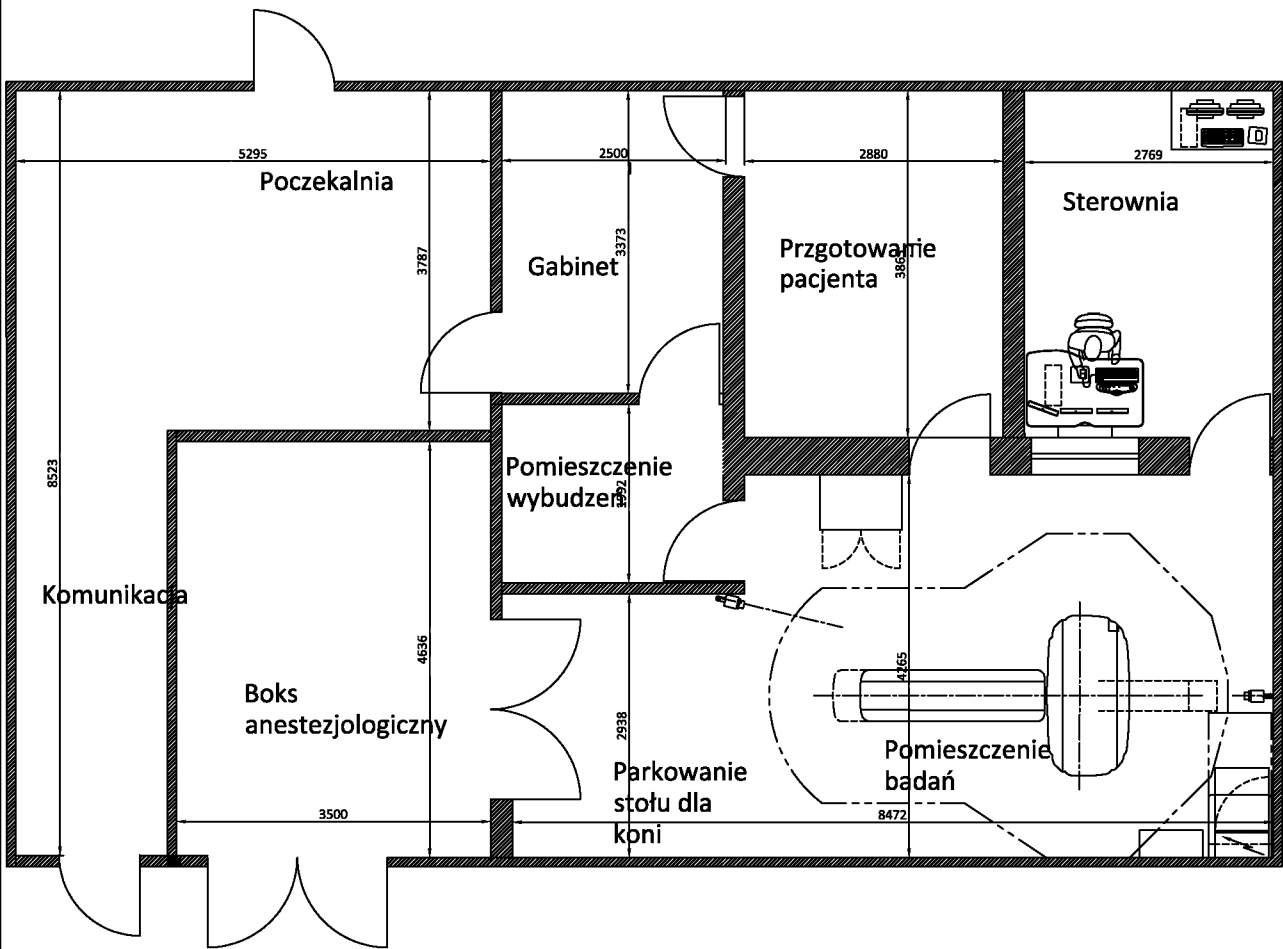 5295
2500
2880
2769
Poczekalnia
Sterownia
3787
3373
Gabinet
Przgotowanie
pacjenta
8523
Pomieszczenie
wybudzeń
1992
Komunikacja
4636
4265
Boks
anestezjologiczny
2938
Pomieszczenie
badań
Parkowanie
stołu dla
koni
3500
8472